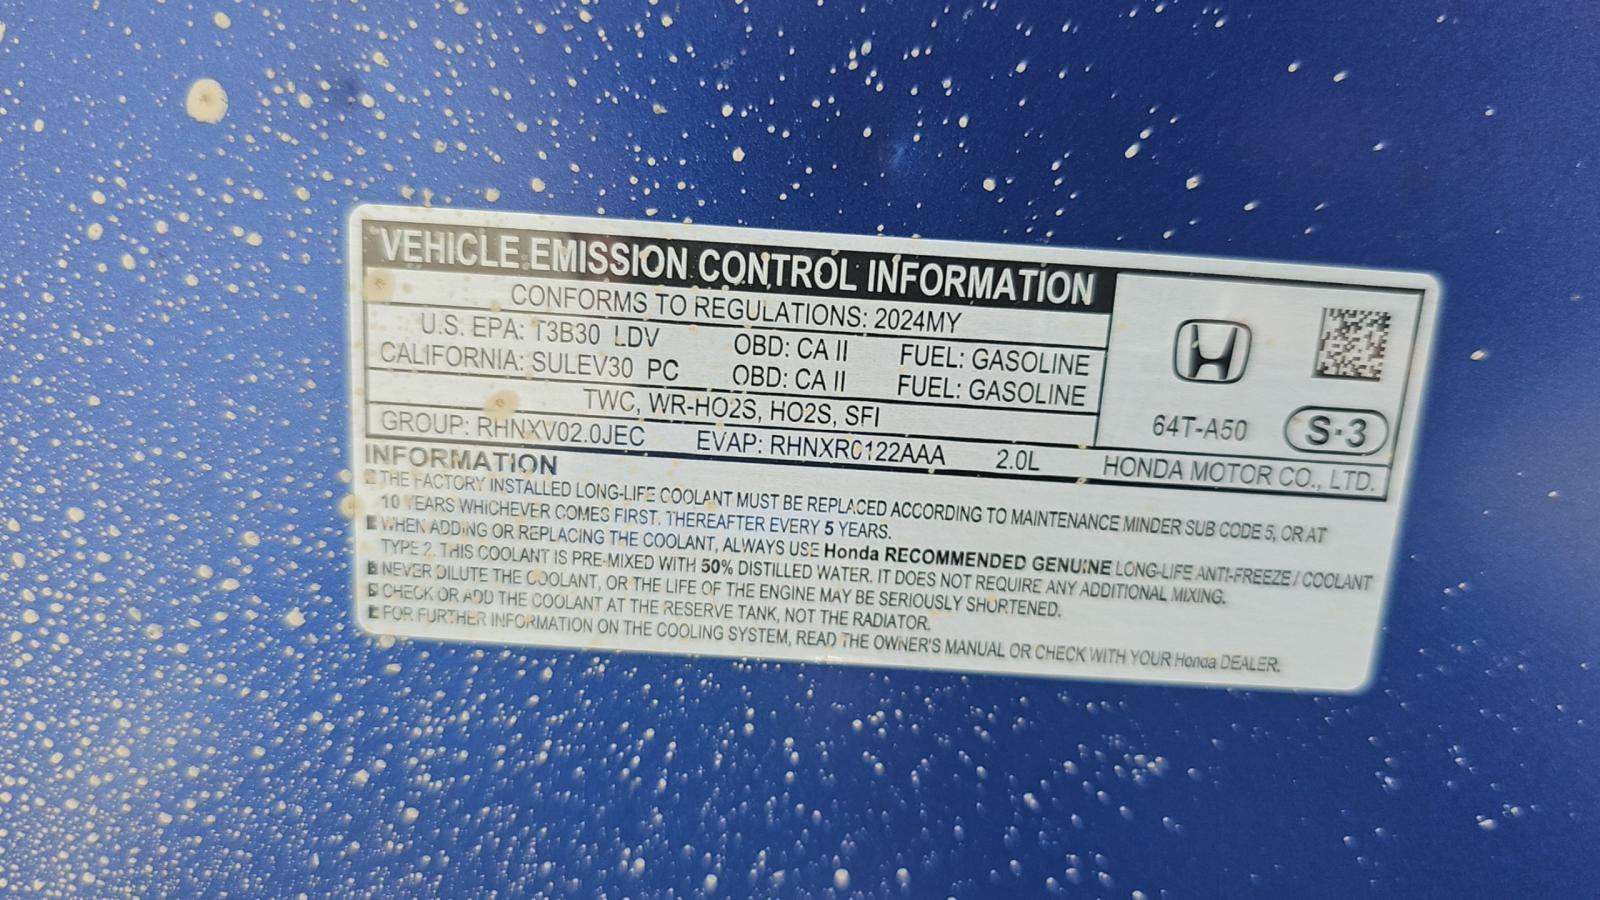 VEHICLE EMISSION CONTROL INFORMATION
CONFORMS TO REGULATIONS: 2024MY
U.S. EPA: T3B30 LDV OBD: CA II FUEL: GASOLINE
CALIFORNIA: SULEV30 PC OBD: CA II FUEL: GASOLINE
TWC, WR-HO2S, HO2S, SFI
64T-A50 S-3
GROUP: RHNXV02.0JEC EVAP: RHNXR0122AAA 2.0L HONDA MOTOR CO., LTD.
INFORMATION
THE FACTORY INSTALLED LONG-LIFE COOLANT MUST BE REPLACED ACCORDING TO MAINTENANCE MINDER SUB CODE 5, OR AT
10 YEARS WHICHEVER COMES FIRST. THEREAFTER EVERY 5 YEARS.
WHEN ADDING OR REPLACING THE COOLANT, ALWAYS USE Honda RECOMMENDED GENUINE LONG-LIFE ANTI-FREEZE / COOLANT
TYPE 2. THIS COOLANT IS PRE-MIXED WITH 50% DISTILLED WATER. IT DOES NOT REQUIRE ANY ADDITIONAL MIXING.
NEVER DILUTE THE COOLANT, OR THE LIFE OF THE ENGINE MAY BE SERIOUSLY SHORTENED.
CHECK OR ADD THE COOLANT AT THE RESERVE TANK, NOT THE RADIATOR.
FOR FURTHER INFORMATION ON THE COOLING SYSTEM, READ THE OWNER'S MANUAL OR CHECK WITH YOUR Honda DEALER.